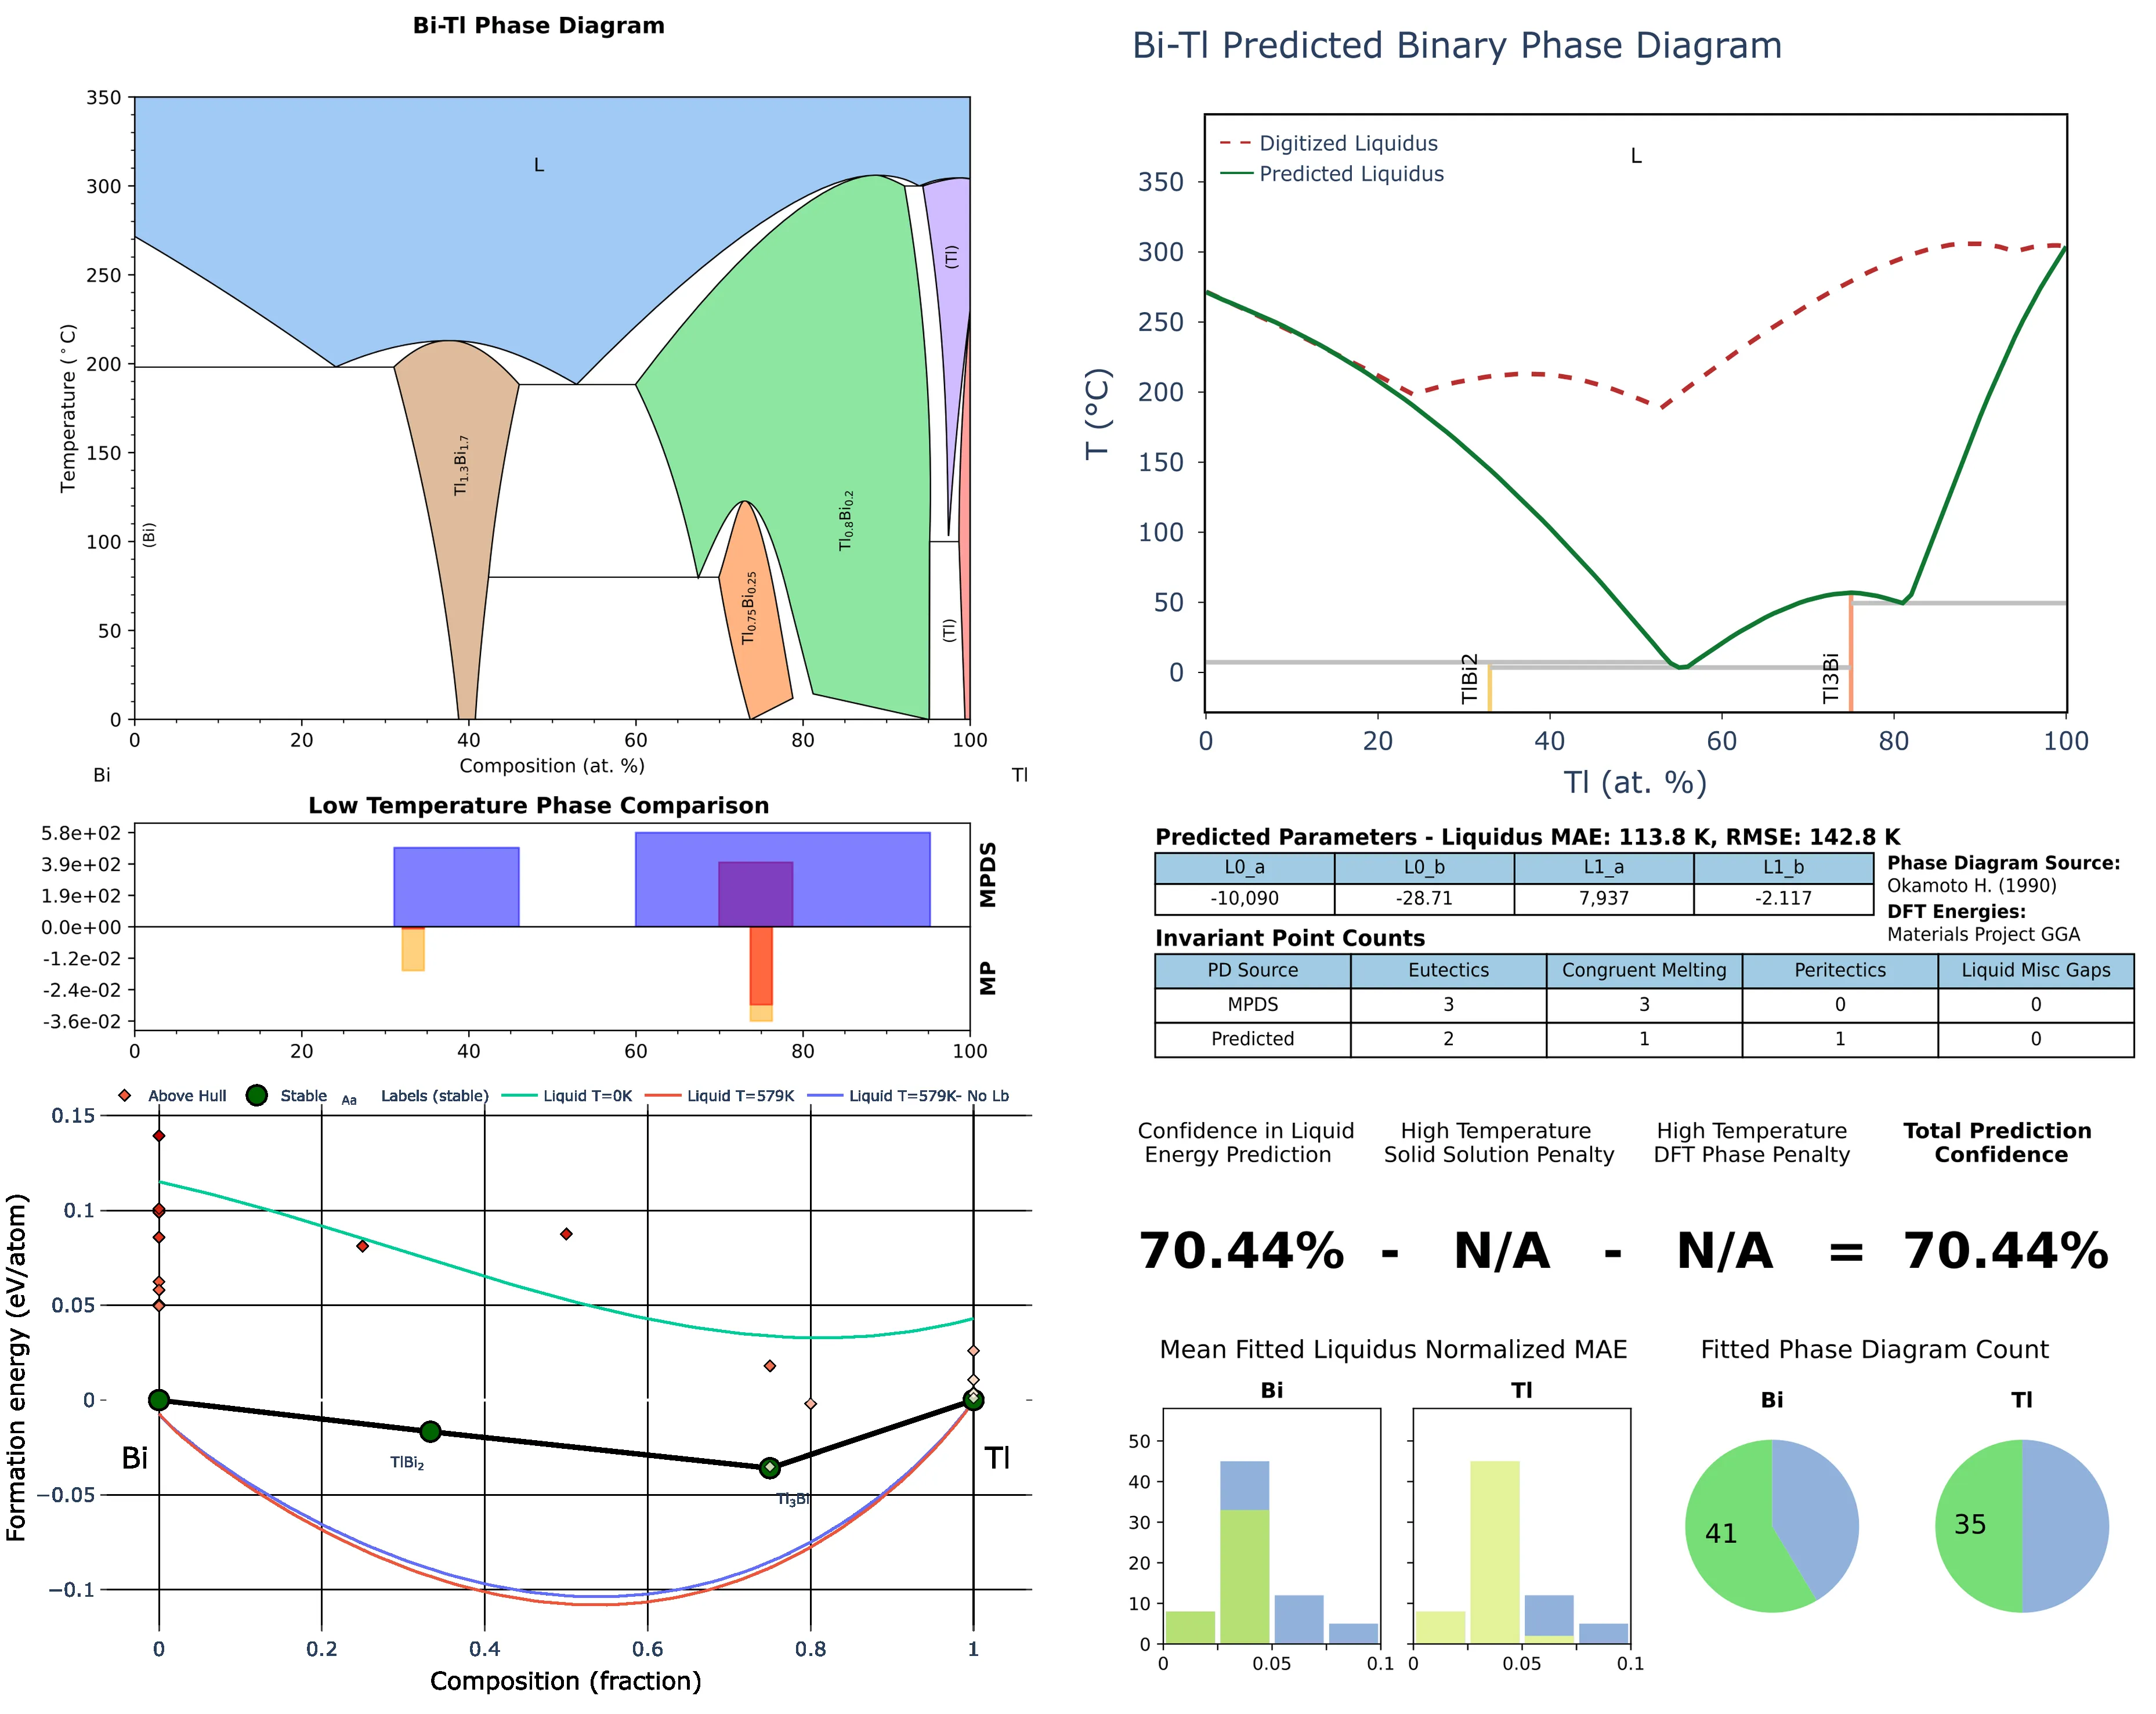 Bi-Tl Phase Diagram
350
300
250
200
150
100
50
0
Temperature (°C)
L
(Bi)
Tl1.3Bi1.7
Tl0.75Bi0.25
Tl0.8Bi0.2
(Tl)
(Tl)
0 20 40 60 80 100
Composition (at. %)
Bi Tl
Low Temperature Phase Comparison
5.8e+02
3.9e+02
1.9e+02
0.0e+00
-1.2e-02
-2.4e-02
-3.6e-02
MPDS
MP
0 20 40 60 80 100
Above Hull Stable Aa Labels (stable) Liquid T=0K Liquid T=579K Liquid T=579K- No Lb
0.15
0.1
0.05
0
−0.05
−0.1
Formation energy (eV/atom)
Bi
TlBi2
Tl3Bi
Tl
0 0.2 0.4 0.6 0.8 1
Composition (fraction)
Bi-Tl Predicted Binary Phase Diagram
Digitized Liquidus
Predicted Liquidus
L
350
300
250
200
150
100
50
0
T (°C)
TlBi2
Tl3Bi
0 20 40 60 80 100
Tl (at. %)
Predicted Parameters - Liquidus MAE: 113.8 K, RMSE: 142.8 K
L0_a L0_b L1_a L1_b
-10,090 -28.71 7,937 -2.117
Phase Diagram Source:
Okamoto H. (1990)
DFT Energies:
Materials Project GGA
Invariant Point Counts
PD Source Eutectics Congruent Melting Peritectics Liquid Misc Gaps
MPDS 3 3 0 0
Predicted 2 1 1 0
Confidence in Liquid
Energy Prediction
High Temperature
Solid Solution Penalty
High Temperature
DFT Phase Penalty
Total Prediction
Confidence
70.44% - N/A - N/A = 70.44%
Mean Fitted Liquidus Normalized MAE
Bi Tl
50
40
30
20
10
0
0 0.05 0.1
0 0.05 0.1
Fitted Phase Diagram Count
Bi Tl
41 35